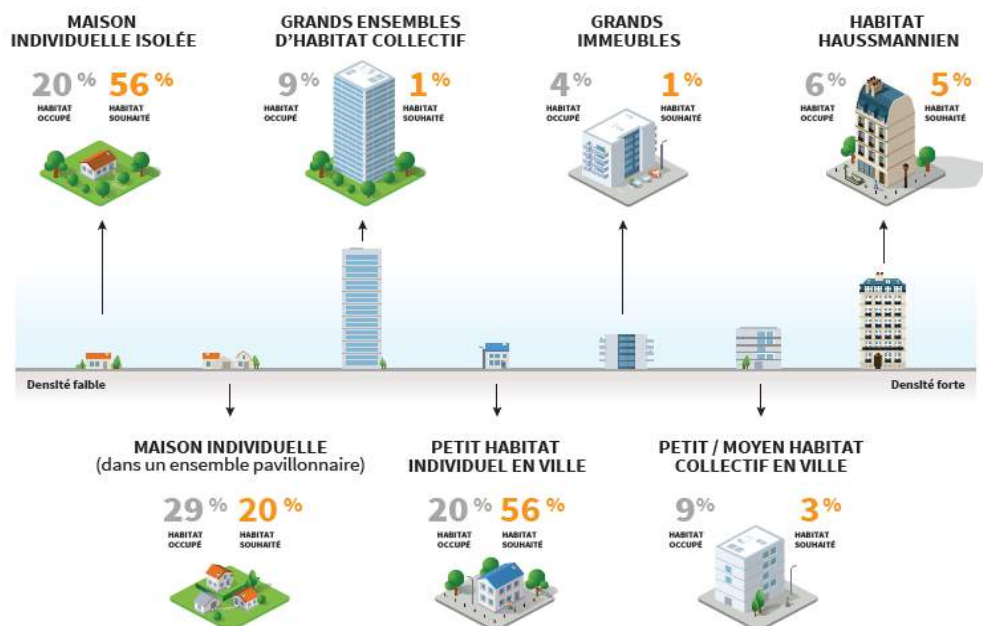 MAISON
INDIVIDUELLE ISOLÉE
20 % 56 %
HABITAT
OCCUPÉ
HABITAT
SOUHAITÉ
GRANDS ENSEMBLES
D'HABITAT COLLECTIF
9 % 1 %
HABITAT
OCCUPÉ
HABITAT
SOUHAITÉ
GRANDS
IMMEUBLES
4 % 1 %
HABITAT
OCCUPÉ
HABITAT
SOUHAITÉ
HABITAT
HAUSSMANNIEN
6 % 5 %
HABITAT
OCCUPÉ
HABITAT
SOUHAITÉ
Densité faible
Densité forte
MAISON INDIVIDUELLE
(dans un ensemble pavillonnaire)
29 % 20 %
HABITAT
OCCUPÉ
HABITAT
SOUHAITÉ
PETIT HABITAT
INDIVIDUEL EN VILLE
20 % 56 %
HABITAT
OCCUPÉ
HABITAT
SOUHAITÉ
PETIT / MOYEN HABITAT
COLLECTIF EN VILLE
9 % 3 %
HABITAT
OCCUPÉ
HABITAT
SOUHAITÉ